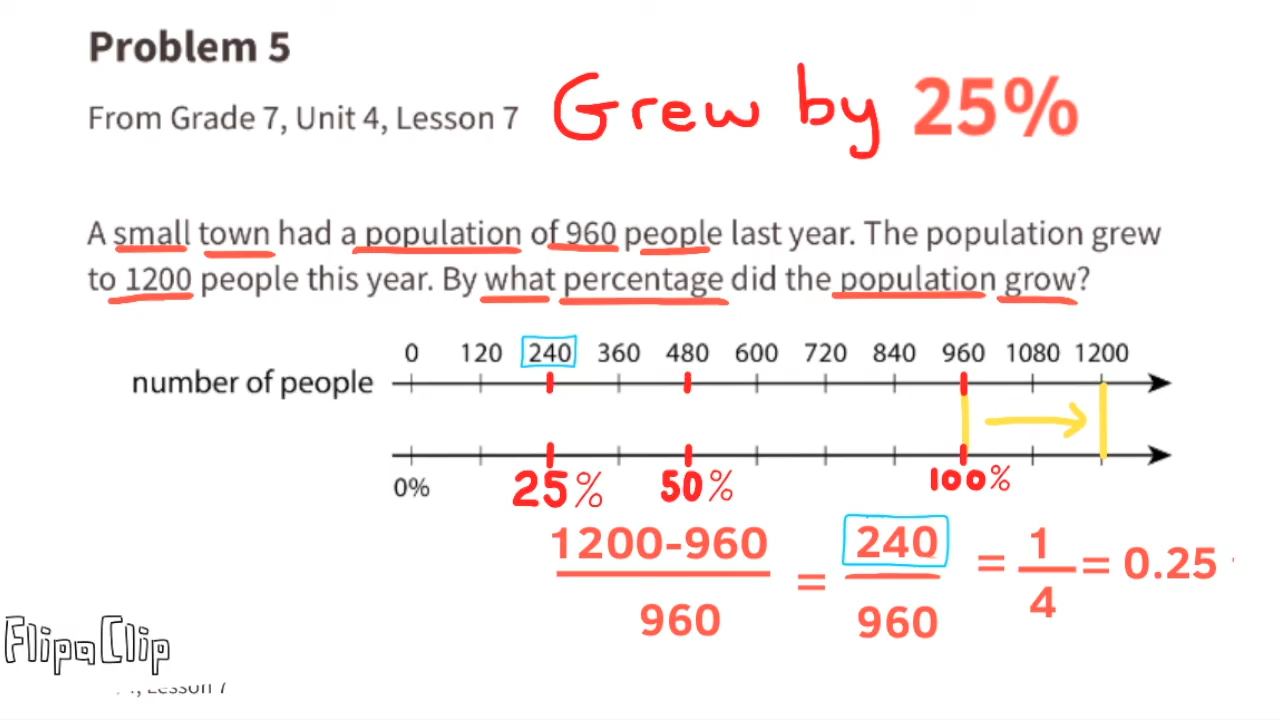 Problem 5
From Grade 7, Unit 4, Lesson 7 Grew by 25%
A small town had a population of 960 people last year. The population grew
to 1200 people this year. By what percentage did the population grow?
0 120 240 360 480 600 720 840 960 1080 1200
number of people
0% 25% 50% 100%
1200-960 240 1
= = = 0.25
960 960 4
FlipaClip
Lesson 7